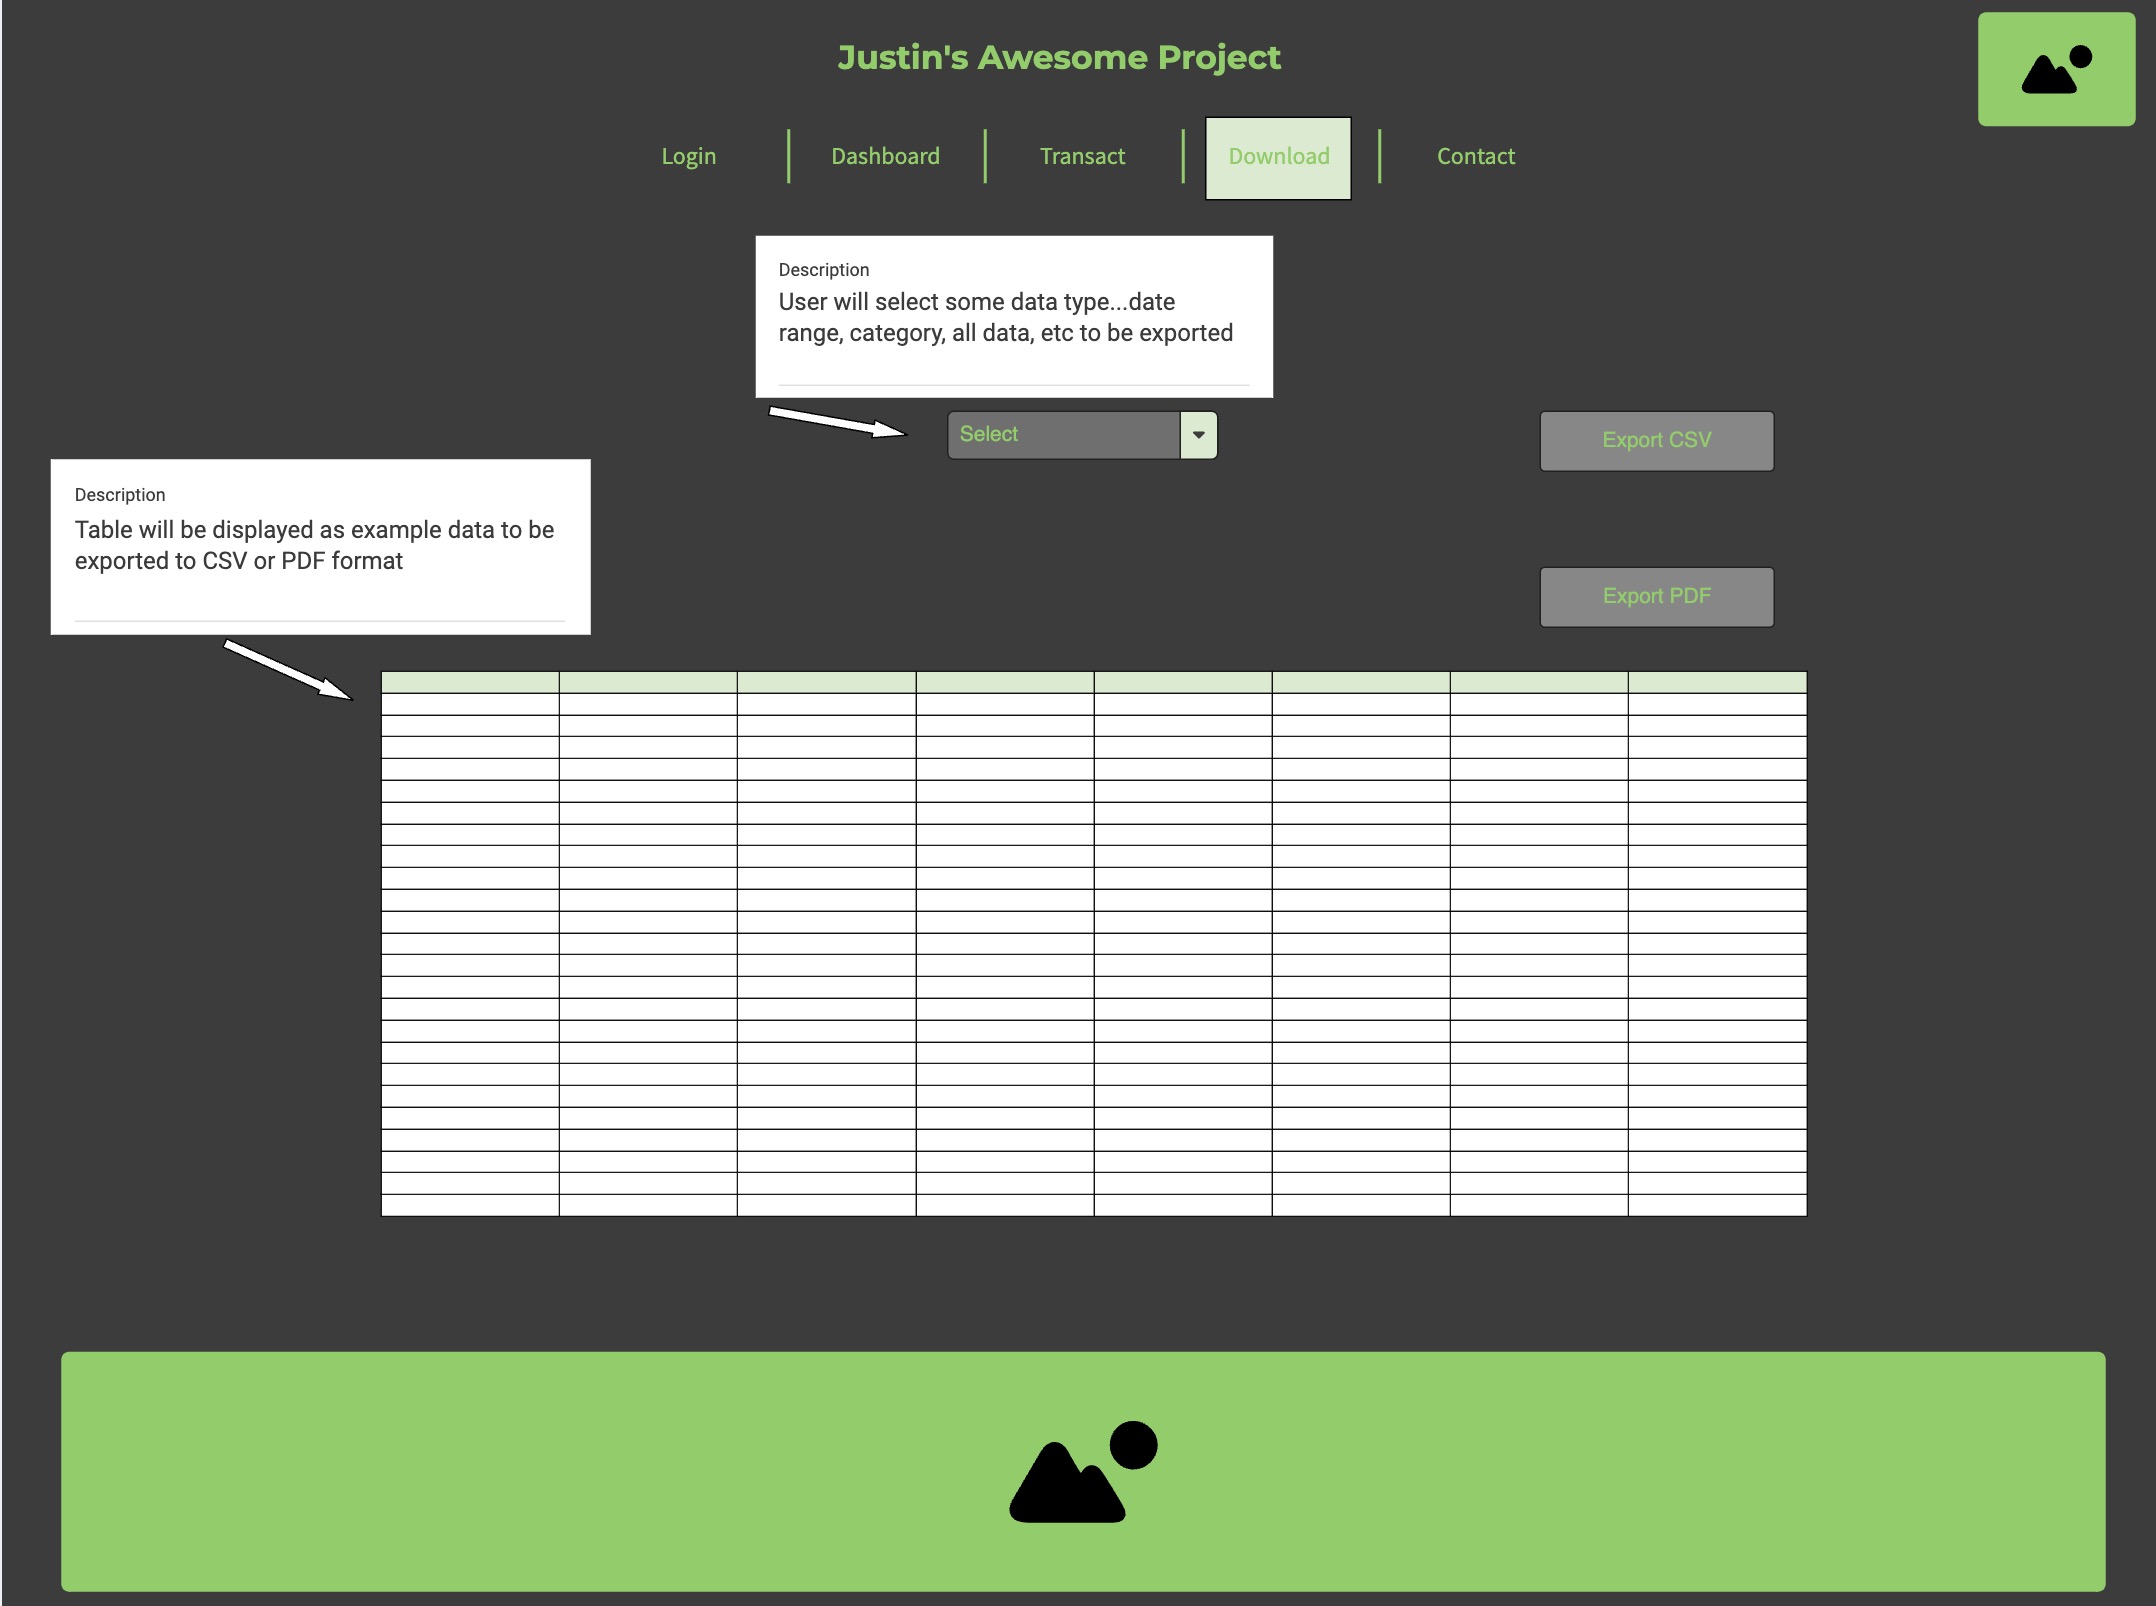 Justin's Awesome Project
Login
Dashboard
Transact
Download
Contact
Description
User will select some data type...date
range, category, all data, etc to be exported
Select
Export CSV
Description
Table will be displayed as example data to be
exported to CSV or PDF format
Export PDF